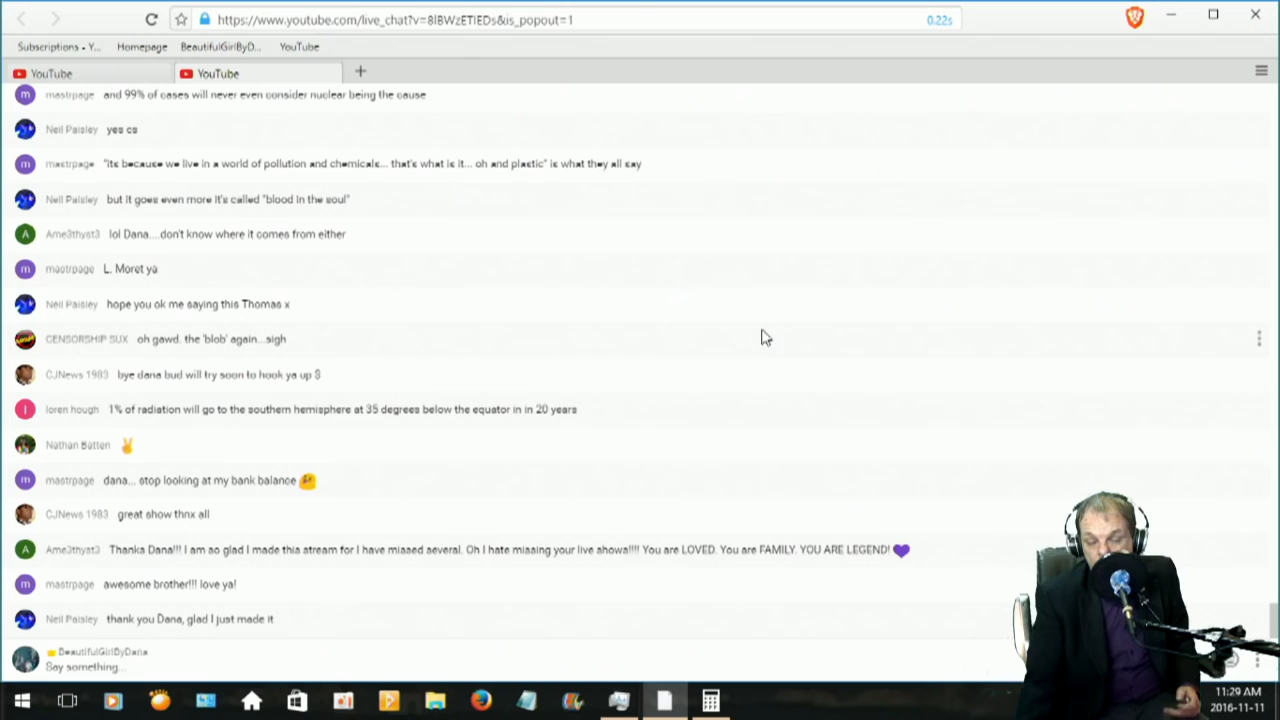 https://www.youtube.com/live_chat?v=8lBWzETlEDs&is_popout=1
0.22s
Subscriptions - Y...
Homepage
BeautifulGirlByD...
YouTube
YouTube
YouTube
mastrpage and 99% of cases will never even consider nuclear being the cause
Neil Paisley yes cs
mastrpage "its because we live in a world of pollution and chemicals... that's what is it... oh and plastic" is what they all say
Neil Paisley but it goes even more it's called "blood in the soul"
Ame3thyst3 lol Dana....don't know where it comes from either
mastrpage L. Moret ya
Neil Paisley hope you ok me saying this Thomas x
CENSORSHIP SUX oh gawd. the 'blob' again...sigh
CJNews 1983 bye dana bud will try soon to hook ya up $
loren hough 1% of radiation will go to the southern hemisphere at 35 degrees below the equator in in 20 years
Nathan Batten ✌
mastrpage dana... stop looking at my bank balance
CJNews 1983 great show thnx all
Ame3thyst3 Thanks Dana!!! I am so glad I made this stream for I have missed several. Oh I hate missing your live shows!!!! You are LOVED. You are FAMILY. YOU ARE LEGEND! 💜
mastrpage awesome brother!!! love ya!
Neil Paisley thank you Dana, glad I just made it
BeautifulGirlByDana
Say something...
11:29 AM
2016-11-11